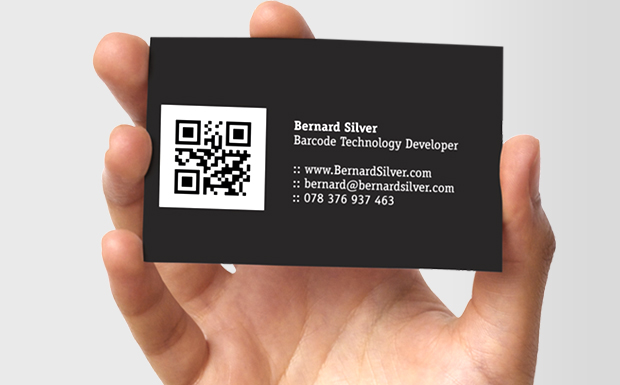 Bernard Silver
Barcode Technology Developer
:: www.BernardSilver.com
:: bernard@bernardsilver.com
:: 078 376 937 463